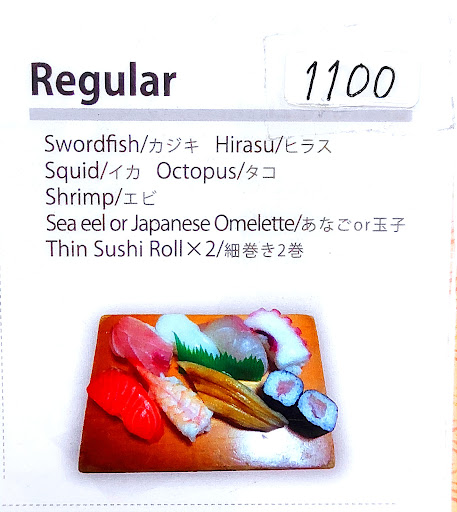 Regular
1100
Swordfish/カジキ Hirasu/ヒラス
Squid/イカ Octopus/タコ
Shrimp/エビ
Sea eel or Japanese Omelette/あなごor玉子
Thin Sushi Roll×2/細巻き2巻